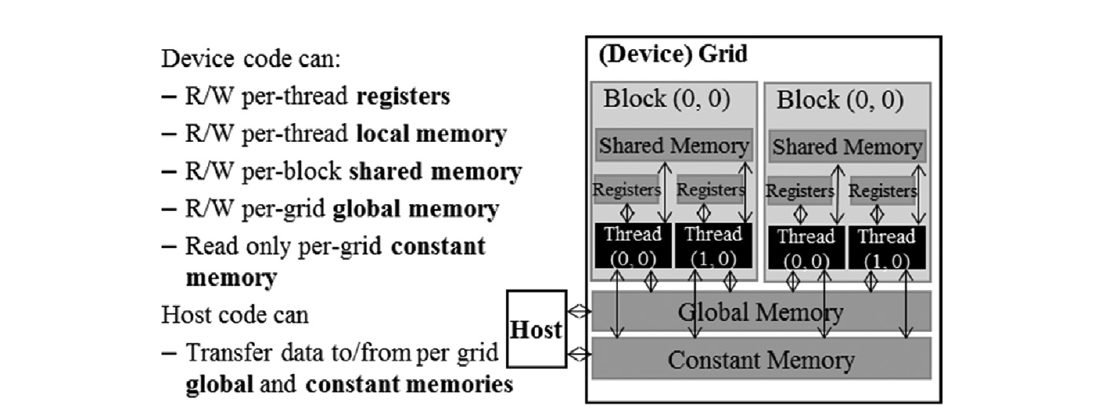 Device code can:
– R/W per-thread registers
– R/W per-thread local memory
– R/W per-block shared memory
– R/W per-grid global memory
– Read only per-grid constant
memory
Host code can
– Transfer data to/from per grid
global and constant memories
(Device) Grid
Block (0, 0)
Shared Memory
Registers
Registers
Thread
(0, 0)
Thread
(1, 0)
Block (0, 0)
Shared Memory
Registers
Registers
Thread
(0, 0)
Thread
(1, 0)
Host
Global Memory
Constant Memory